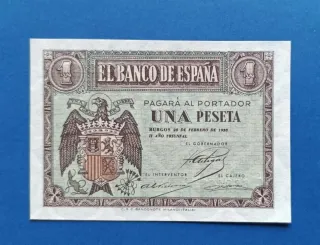 1 EL BANCO DE ESPAÑA 1
PAGARÁ AL PORTADOR
UNA PESETA
BURGOS 28 DE FEBRERO DE 1938
II AÑO TRIUNFAL
EL GOBERNADOR
EL INTERVENTOR EL CAJERO